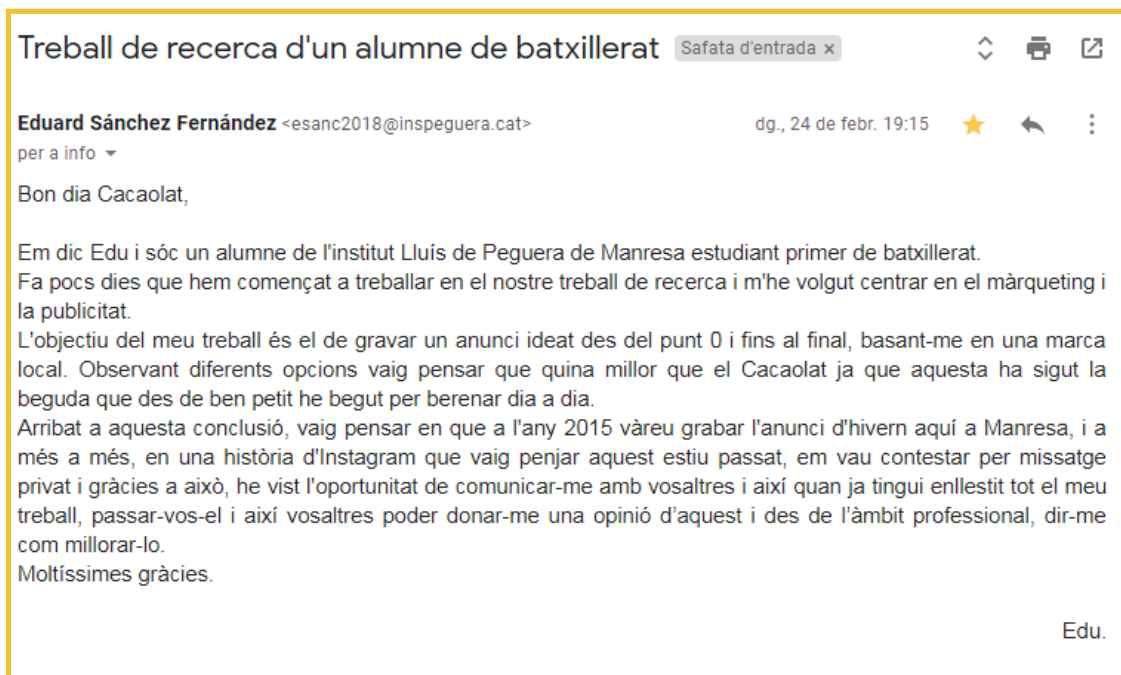 Treball de recerca d'un alumne de batxillerat Safata d'entrada x
Eduard Sánchez Fernández <esanc2018@inspeguera.cat> dg., 24 de febr. 19:15
per a info
Bon dia Cacaolat,
Em dic Edu i sóc un alumne de l'institut Lluís de Peguera de Manresa estudiant primer de batxillerat.
Fa pocs dies que hem començat a treballar en el nostre treball de recerca i m'he volgut centrar en el màrqueting i
la publicitat.
L'objectiu del meu treball és el de gravar un anunci ideat des del punt 0 i fins al final, basant-me en una marca
local. Observant diferents opcions vaig pensar que quina millor que el Cacaolat ja que aquesta ha sigut la
beguda que des de ben petit he begut per berenar dia a dia.
Arribat a aquesta conclusió, vaig pensar en que a l'any 2015 vàreu grabar l'anunci d'hivern aquí a Manresa, i a
més a més, en una història d'Instagram que vaig penjar aquest estiu passat, em vau contestar per missatge
privat i gràcies a això, he vist l'oportunitat de comunicar-me amb vosaltres i així quan ja tingui enllestit tot el meu
treball, passar-vos-el i així vosaltres poder donar-me una opinió d'aquest i des de l'àmbit professional, dir-me
com millorar-lo.
Moltíssimes gràcies.
Edu.